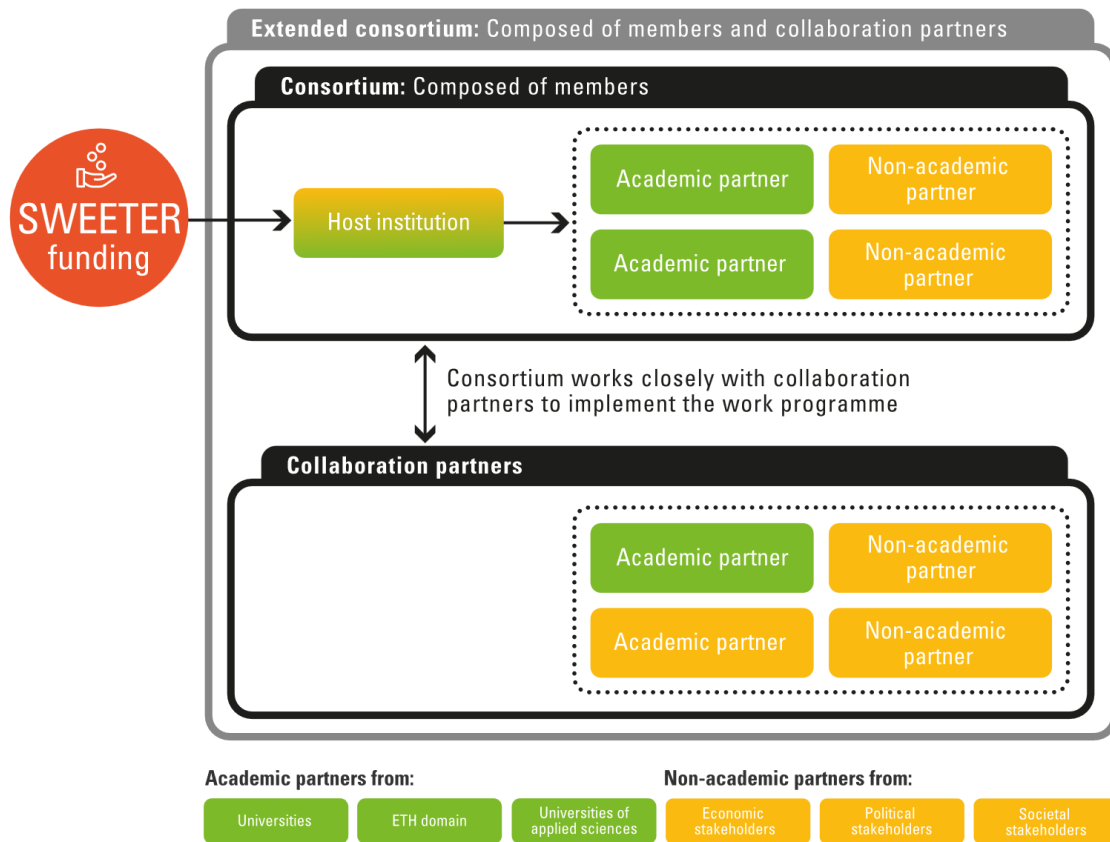 Extended consortium: Composed of members and collaboration partners
Consortium: Composed of members
SWEETER
funding
Host institution
Academic partner
Non-academic
partner
Academic partner
Non-academic
partner
Consortium works closely with collaboration
partners to implement the work programme
Collaboration partners
Academic partner
Non-academic
partner
Academic partner
Non-academic
partner
Academic partners from:
Universities
ETH domain
Universities of
applied sciences
Non-academic partners from:
Economic
stakeholders
Political
stakeholders
Societal
stakeholders